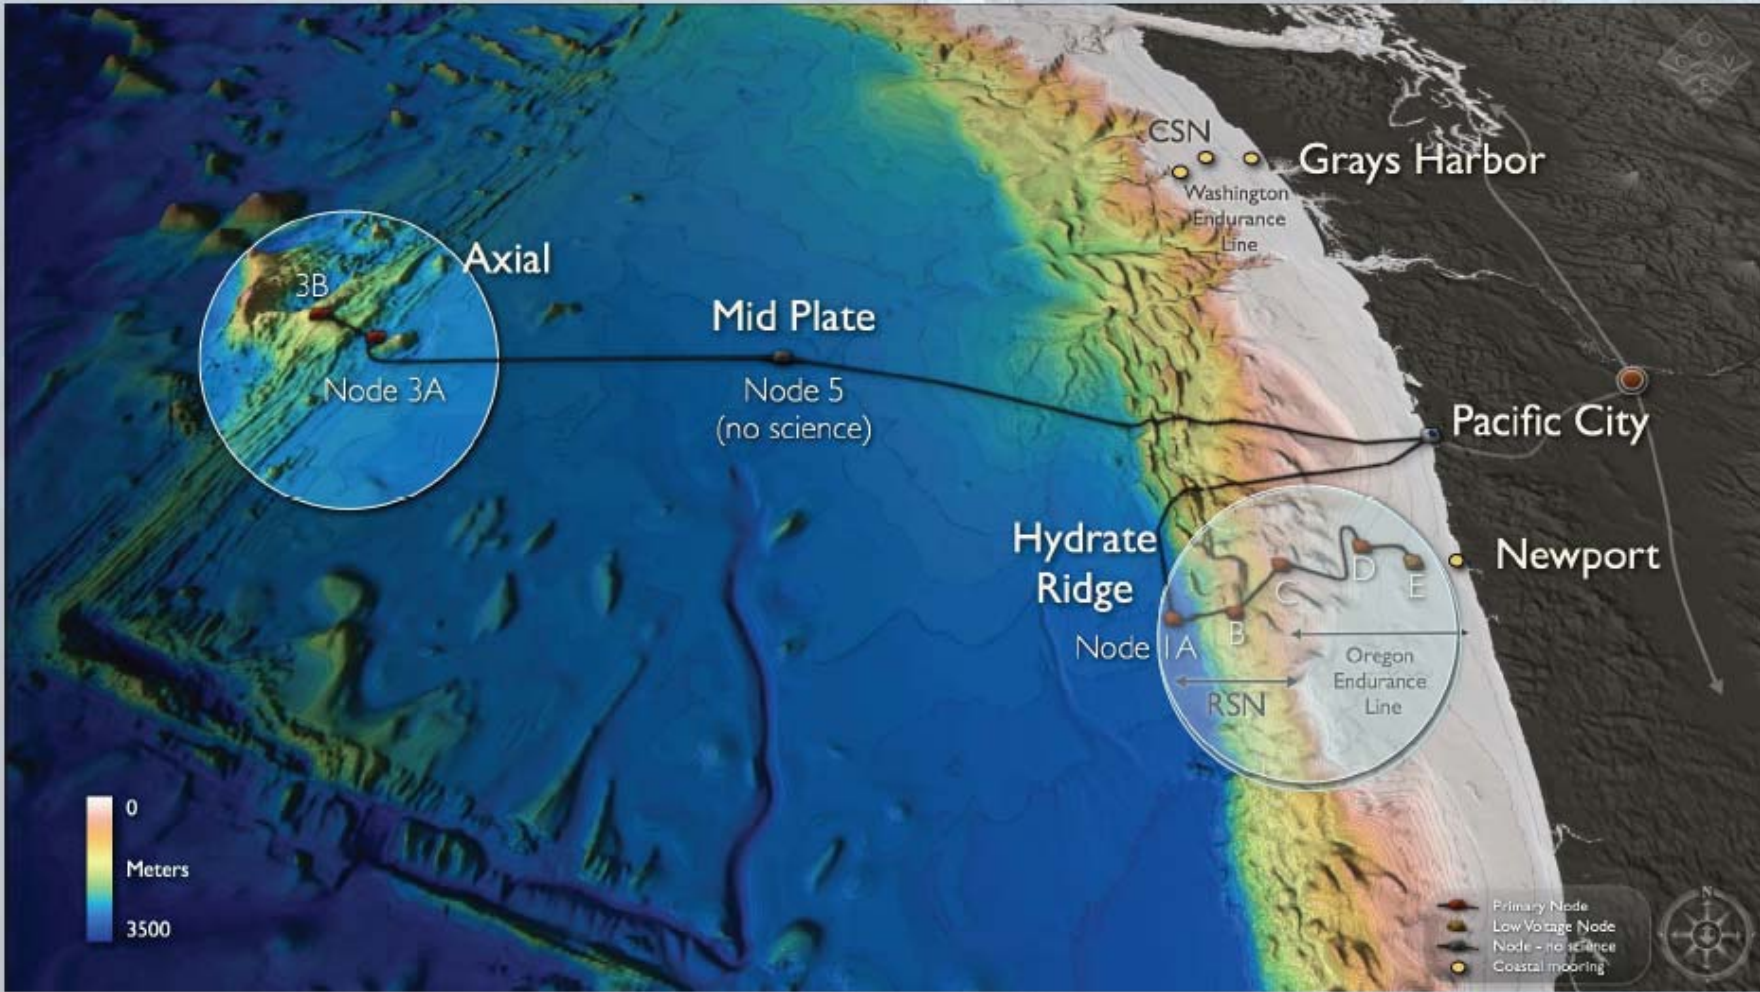 CSN
Grays Harbor
Washington
Endurance
Line
Axial
3B
Mid Plate
Node 3A
Node 5
(no science)
Pacific City
Hydrate
Ridge
Newport
C
D
E
B
Node 1A
Oregon
Endurance
Line
RSN
0
Meters
3500
Primary Node
Low Voltage Node
Node - no science
Coastal mooring
N